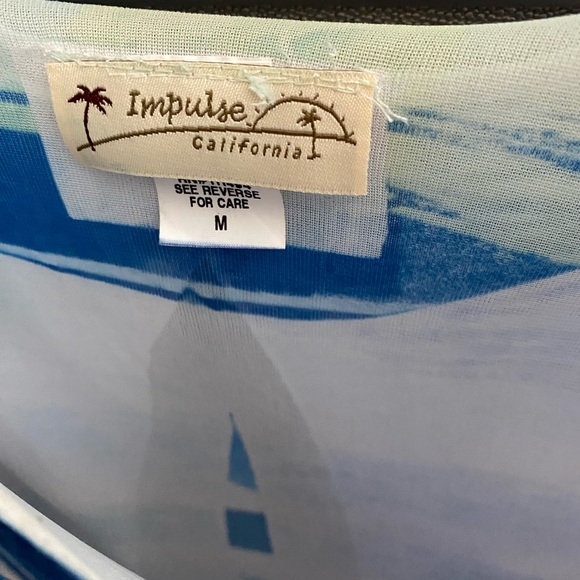 Impulse
California
SEE REVERSE
FOR CARE
M